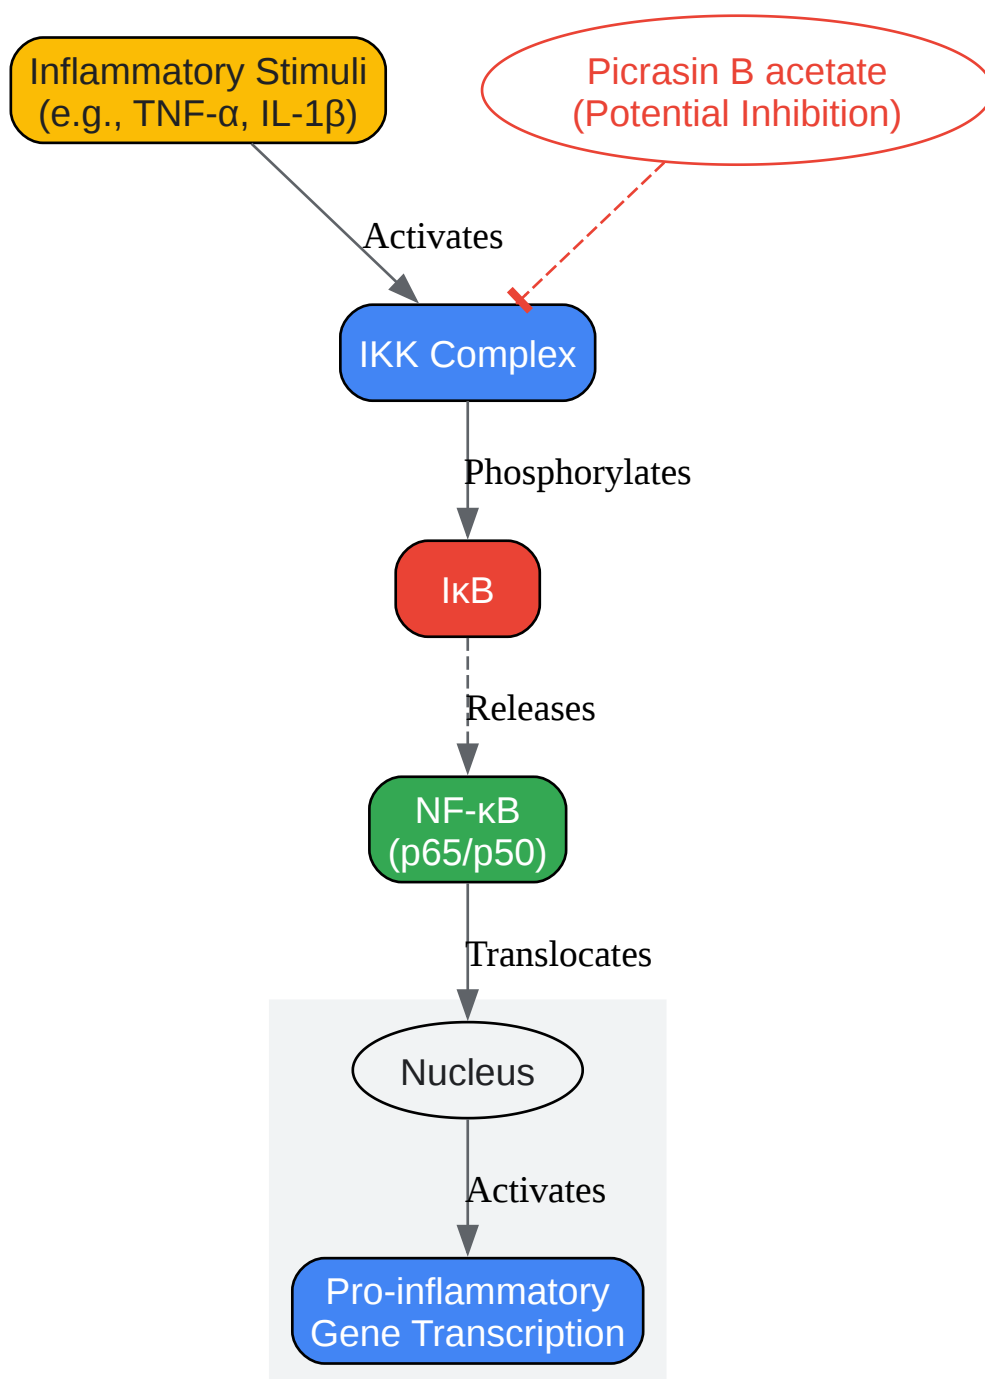 Inflammatory Stimuli
(e.g., TNF-α, IL-1β)
Picrasin B acetate
(Potential Inhibition)
Activates
IKK Complex
Phosphorylates
IκB
Releases
NF-κB
(p65/p50)
Translocates
Nucleus
Activates
Pro-inflammatory
Gene Transcription